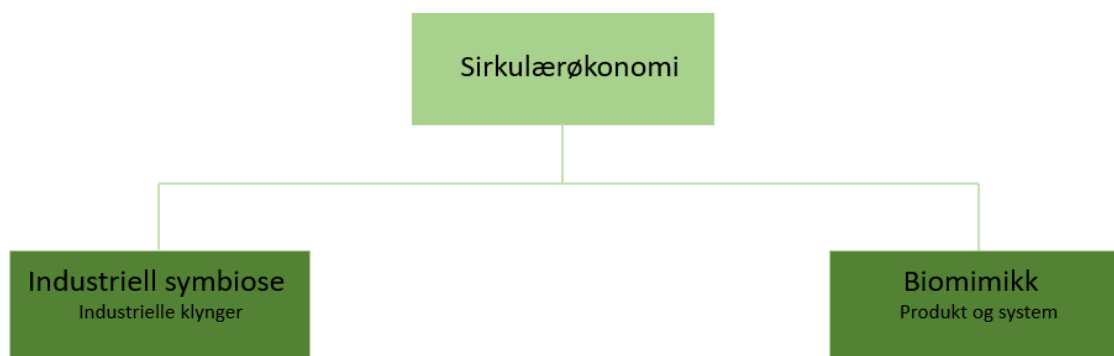 Sirkulærøkonomi
Industriell symbiose
Industrielle klynger
Biomimikk
Produkt og system